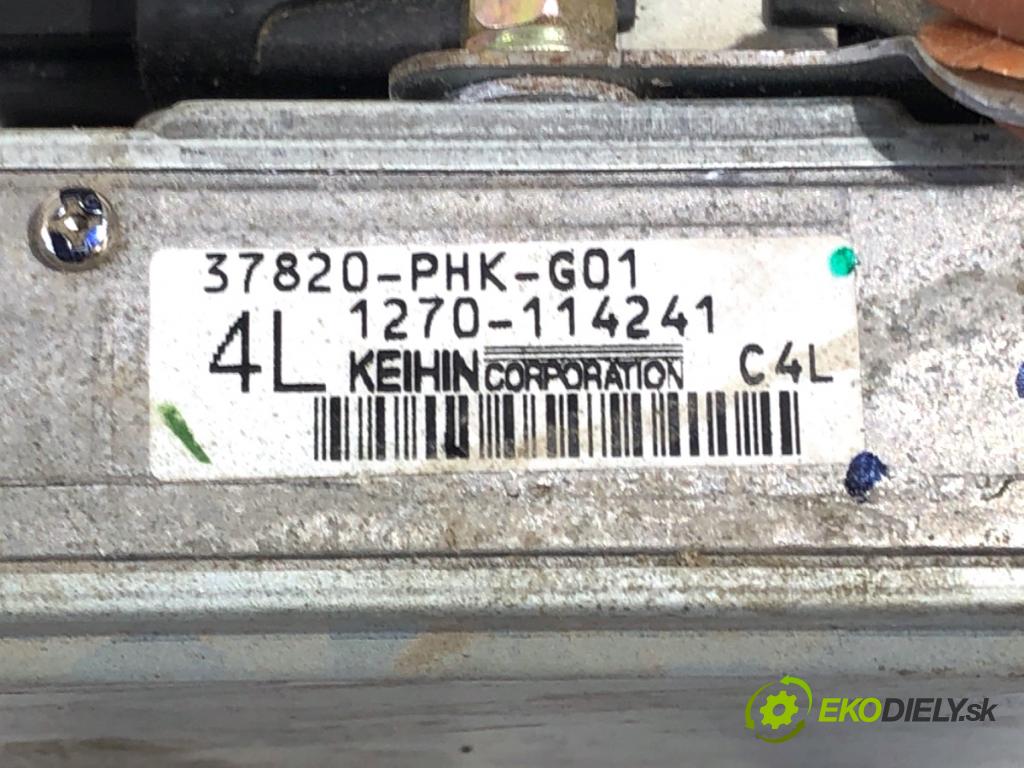 37820-PHK-G01
1270-114241
4L KEIHIN CORPORATION C4L
EKODIELY.sk